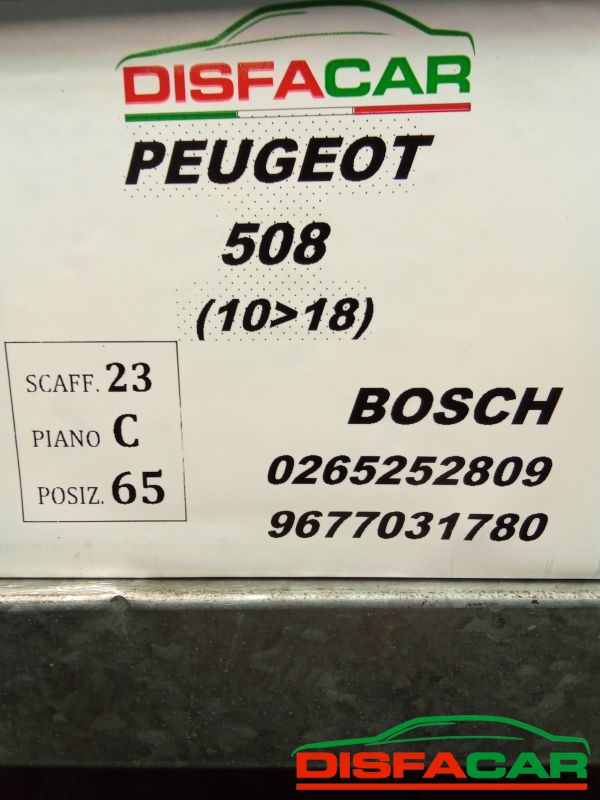 DISFACAR
PEUGEOT
508
(10>18)
SCAFF. 23
PIANO C
POSIZ. 65
BOSCH
0265252809
9677031780
DISFACAR